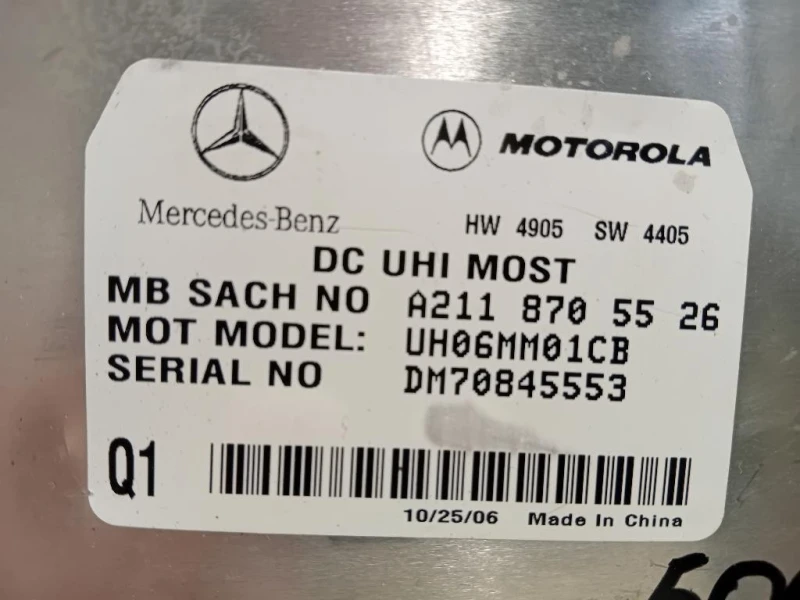 MOTOROLA
Mercedes-Benz
HW 4905 SW 4405
DC UHI MOST
MB SACH NO A211 870 55 26
MOT MODEL: UH06MM01CB
SERIAL NO DM70845553
Q1
10/25/06 Made In China